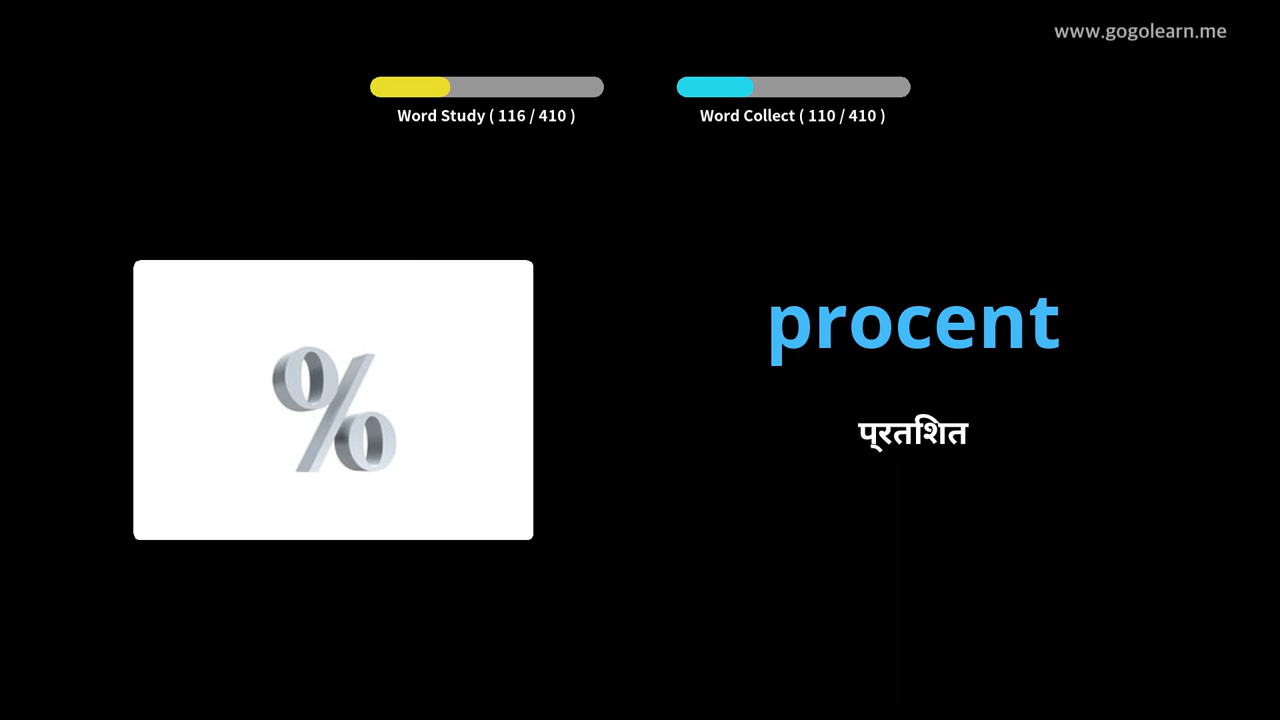 www.gogolearn.me
Word Study ( 116 / 410 )
Word Collect ( 110 / 410 )
%
procent
प्रतिशत